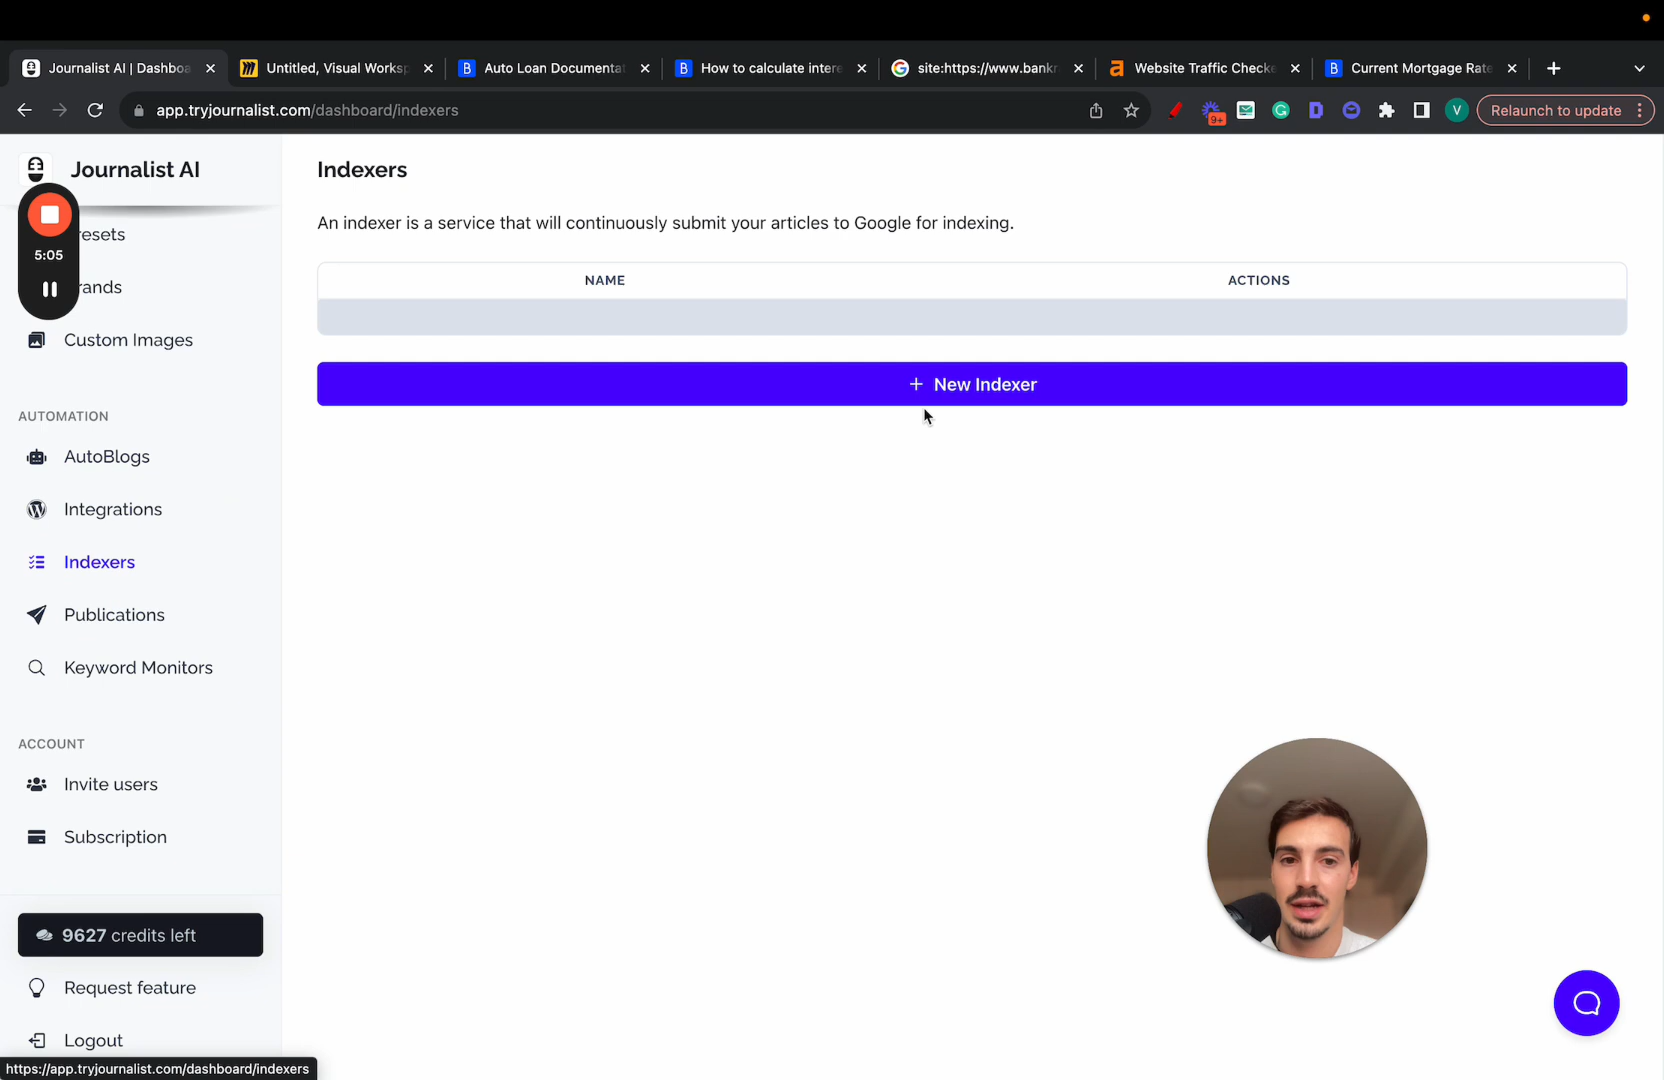 Journalist AI | Dashboa
Untitled, Visual Worksp
Auto Loan Documentat
How to calculate intere
site:https://www.bankr
Website Traffic Checke
Current Mortgage Rate
app.tryjournalist.com/dashboard/indexers
9+
V
Relaunch to update
Journalist AI
5:05
resets
rands
Custom Images
AUTOMATION
AutoBlogs
Integrations
Indexers
Publications
Keyword Monitors
ACCOUNT
Invite users
Subscription
9627 credits left
Request feature
Logout
https://app.tryjournalist.com/dashboard/indexers
Indexers
An indexer is a service that will continuously submit your articles to Google for indexing.
NAME
ACTIONS
+ New Indexer